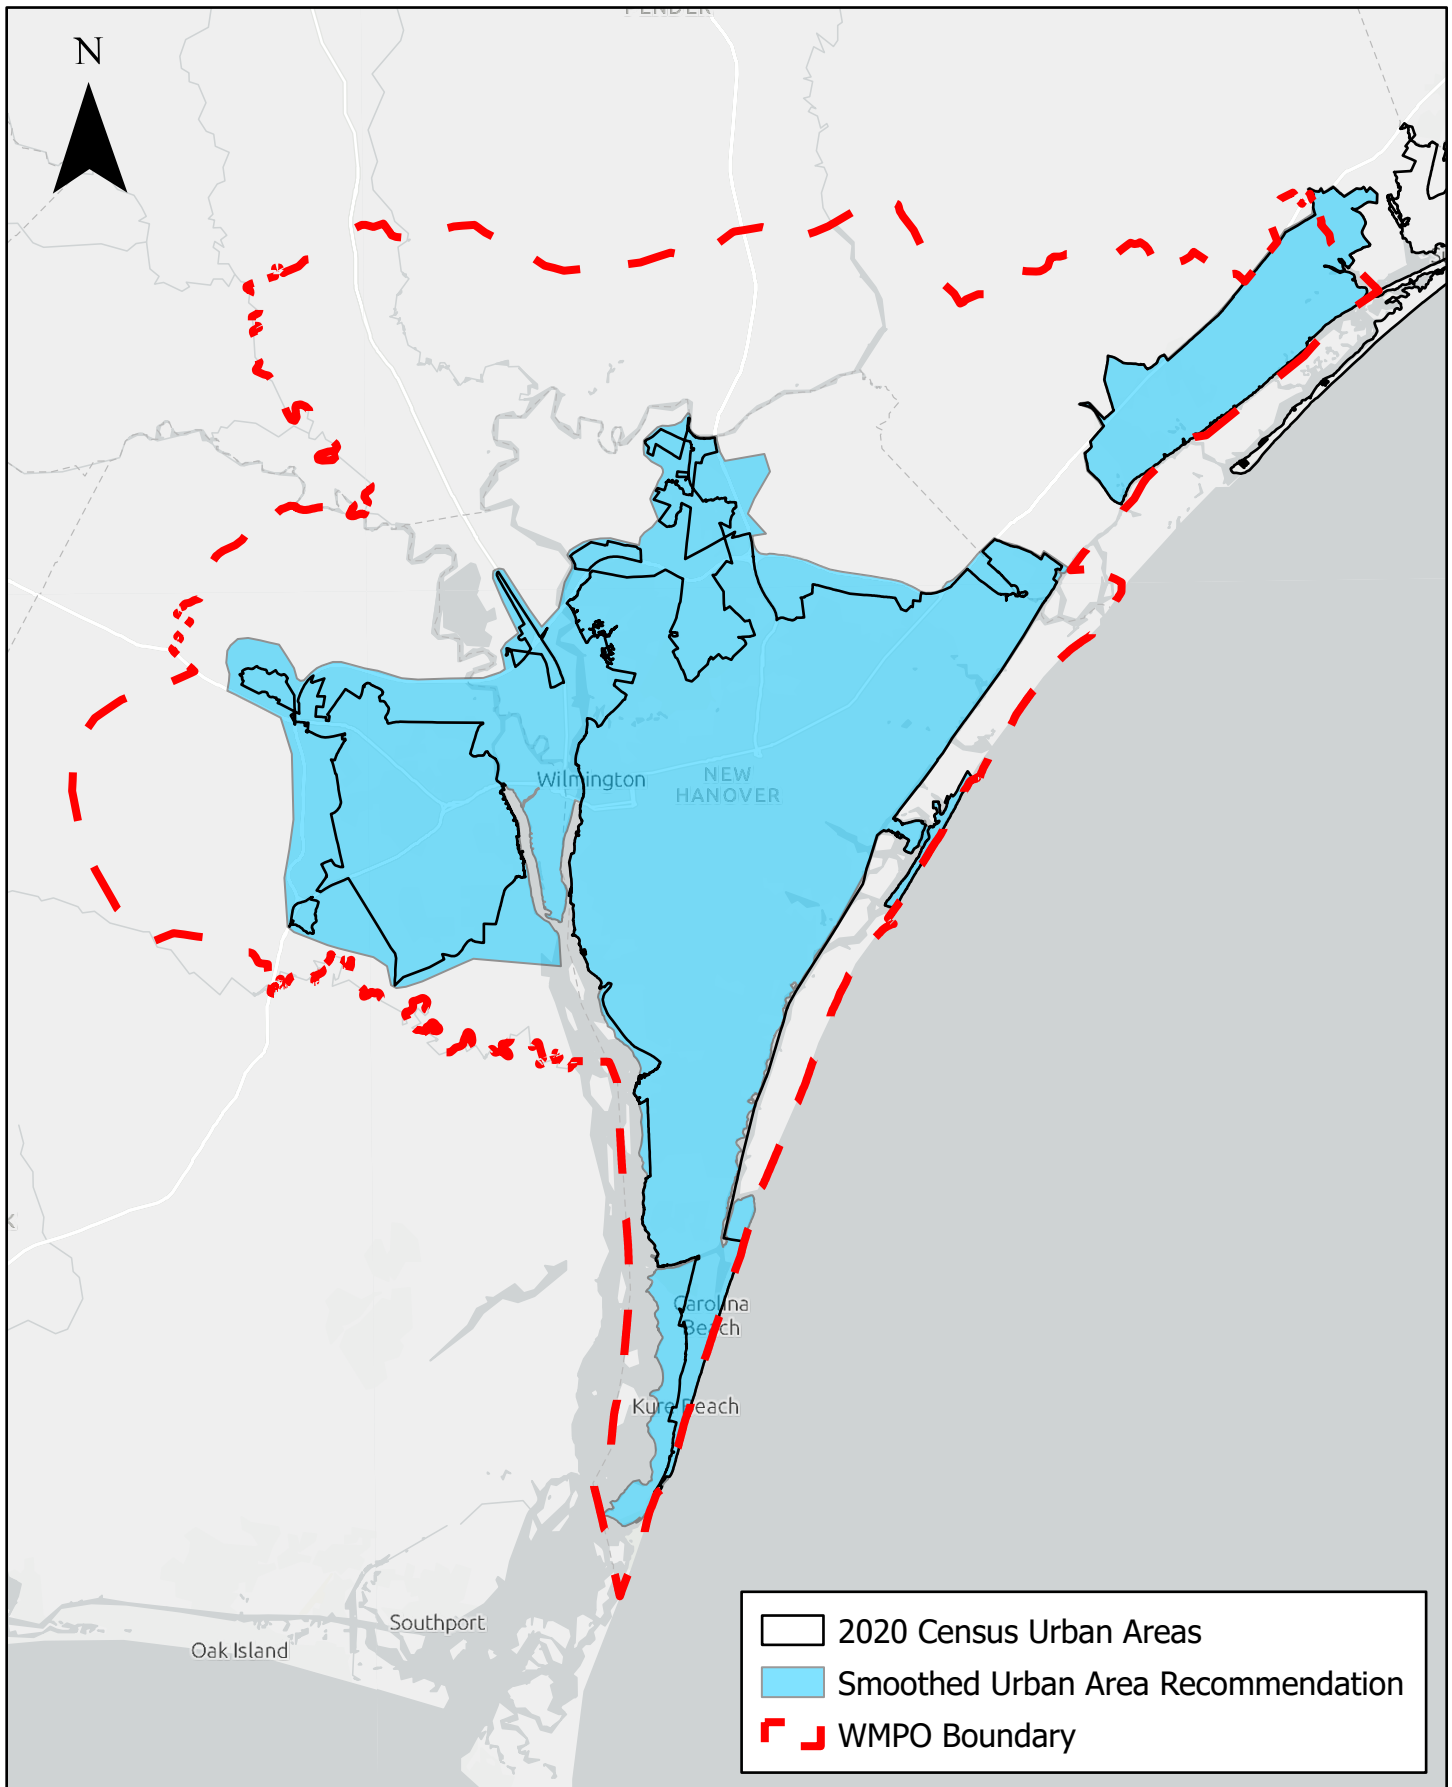 PENDER
N
Wilmington
NEW
HANOVER
Carolina
Beach
Kure Beach
Southport
Oak Island
2020 Census Urban Areas
Smoothed Urban Area Recommendation
WMPO Boundary